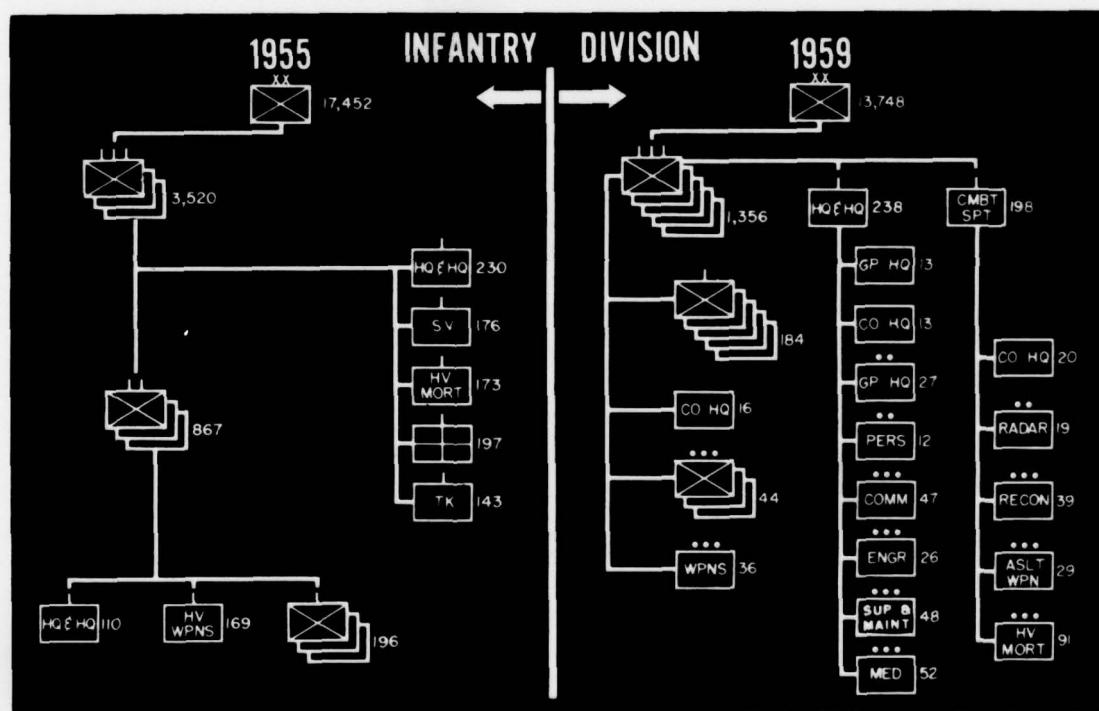 INFANTRY DIVISION
1955
XX
17,452
3,520
HQ & HQ 230
SV 176
HV
MORT 173
197
TK 143
867
HQ & HQ 110
HV
WPNS 169
196
1959
XX
13,748
1,356
184
CO HQ 16
44
WPNS 36
HQ & HQ 238
GP HQ 13
CO HQ 13
GP HQ 27
PERS 12
COMM 47
ENGR 26
SUP &
MAINT 48
MED 52
CMBT
SPT 198
CO HQ 20
RADAR 19
RECON 39
ASLT
WPN 29
HV
MORT 91